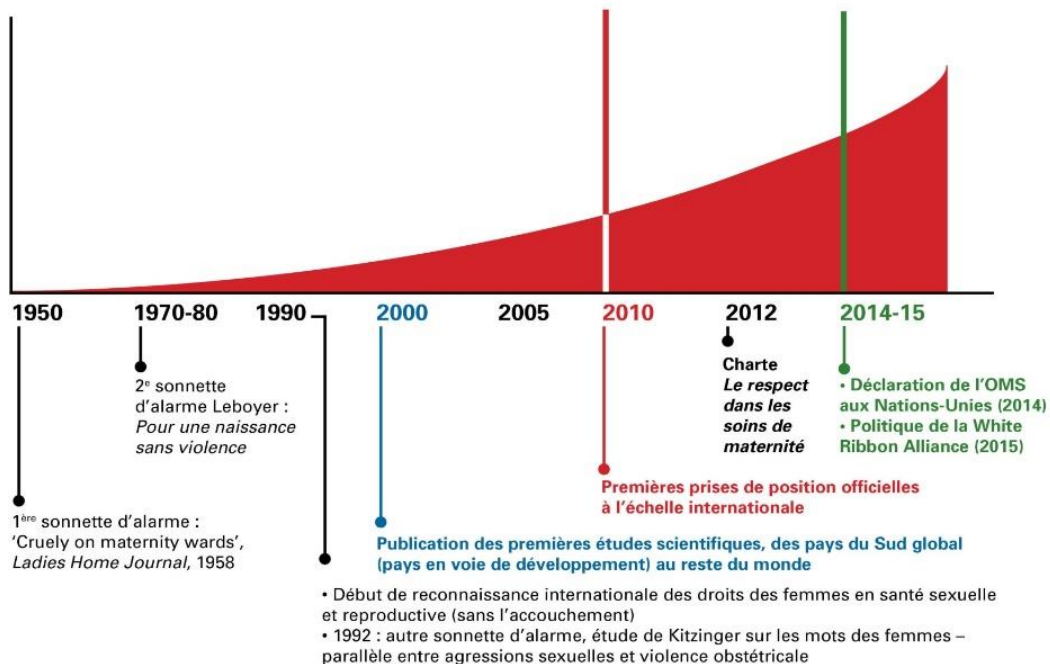 1950 1970-80 1990 2000 2005 2010 2012 2014-15
2e sonnette
d’alarme Leboyer :
Pour une naissance
sans violence
Charte
Le respect
dans les
soins de
maternité
• Déclaration de l’OMS
aux Nations-Unies (2014)
• Politique de la White
Ribbon Alliance (2015)
Premières prises de position officielles
à l’échelle internationale
1ère sonnette d’alarme :
‘Cruely on maternity wards’,
Ladies Home Journal, 1958
Publication des premières études scientifiques, des pays du Sud global
(pays en voie de développement) au reste du monde
• Début de reconnaissance internationale des droits des femmes en santé sexuelle
et reproductive (sans l’accouchement)
• 1992 : autre sonnette d’alarme, étude de Kitzinger sur les mots des femmes –
parallèle entre agressions sexuelles et violence obstétricale